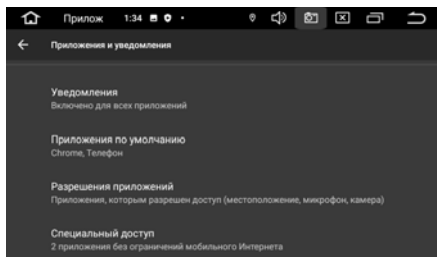 Прилож 1:34
Приложения и уведомления
Уведомления
Включено для всех приложений
Приложения по умолчанию
Chrome, Телефон
Разрешения приложений
Приложения, которым разрешен доступ (местоположение, микрофон, камера)
Специальный доступ
2 приложения без ограничений мобильного Интернета